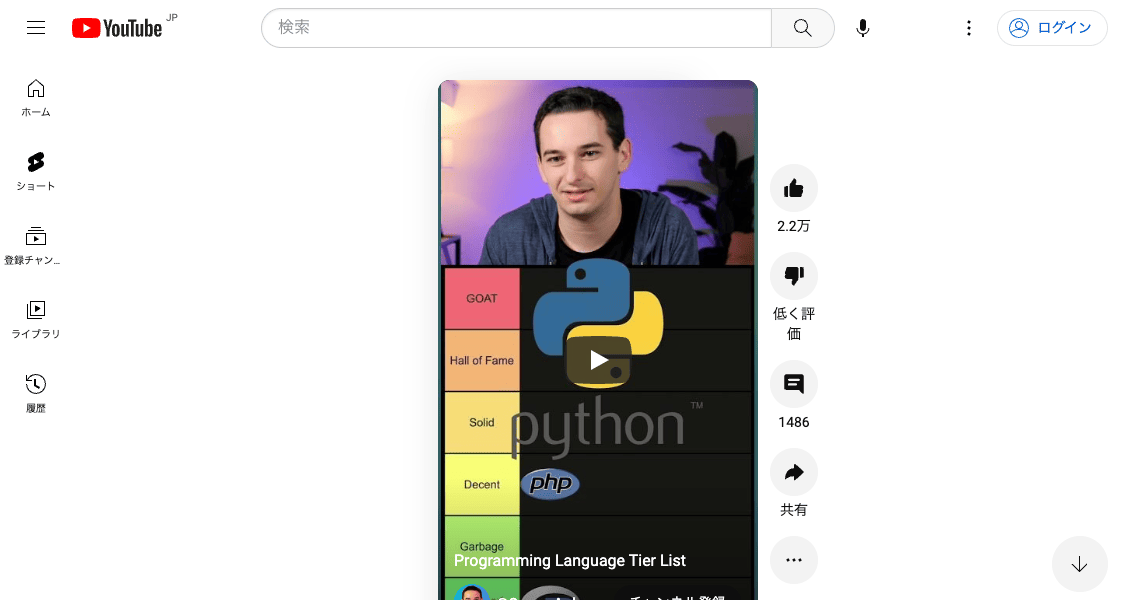 YouTube JP
検索
ログイン
ホーム
ショート
登録チャン...
ライブラリ
履歴
GOAT
Hall of Fame
Solid
Decent
Garbage
python TM
php
Programming Language Tier List
2.2万
低く評
価
1486
共有